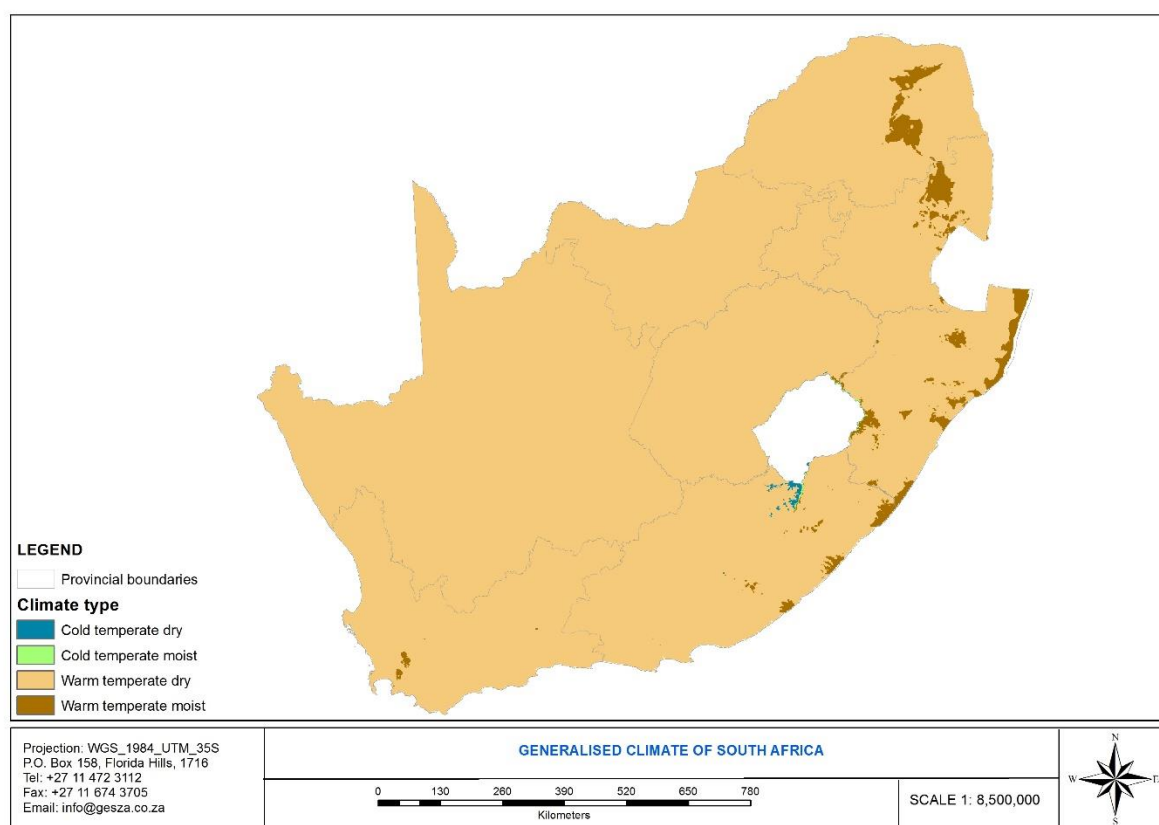 LEGEND
Provincial boundaries
Climate type
Cold temperate dry
Cold temperate moist
Warm temperate dry
Warm temperate moist
Projection: WGS_1984_UTM_35S
P.O. Box 158, Florida Hills, 1716
Tel: +27 11 472 3112
Fax: +27 11 674 3705
Email: info@gesza.co.za
GENERALISED CLIMATE OF SOUTH AFRICA
0 130 260 390 520 650 780
Kilometers
SCALE 1: 8,500,000
N
W E
S